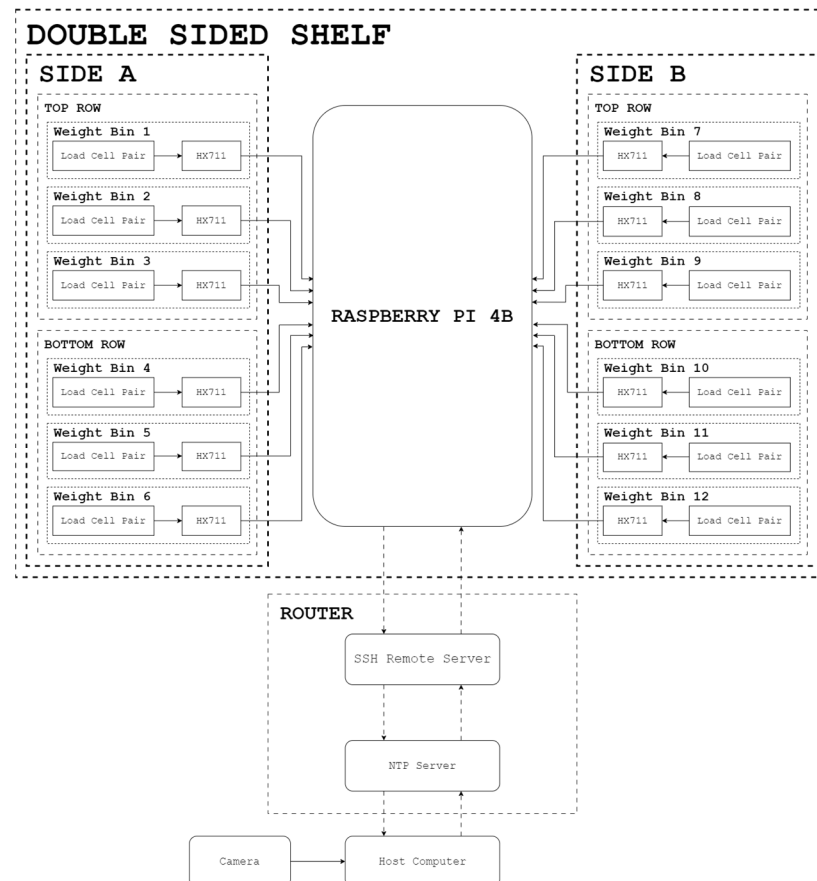 DOUBLE SIDED SHELF
SIDE A
TOP ROW
Weight Bin 1
Load Cell Pair
HX711
Weight Bin 2
Load Cell Pair
HX711
Weight Bin 3
Load Cell Pair
HX711
BOTTOM ROW
Weight Bin 4
Load Cell Pair
HX711
Weight Bin 5
Load Cell Pair
HX711
Weight Bin 6
Load Cell Pair
HX711
RASPBERRY PI 4B
SIDE B
TOP ROW
Weight Bin 7
HX711
Load Cell Pair
Weight Bin 8
HX711
Load Cell Pair
Weight Bin 9
HX711
Load Cell Pair
BOTTOM ROW
Weight Bin 10
HX711
Load Cell Pair
Weight Bin 11
HX711
Load Cell Pair
Weight Bin 12
HX711
Load Cell Pair
ROUTER
SSH Remote Server
NTP Server
Camera
Host Computer